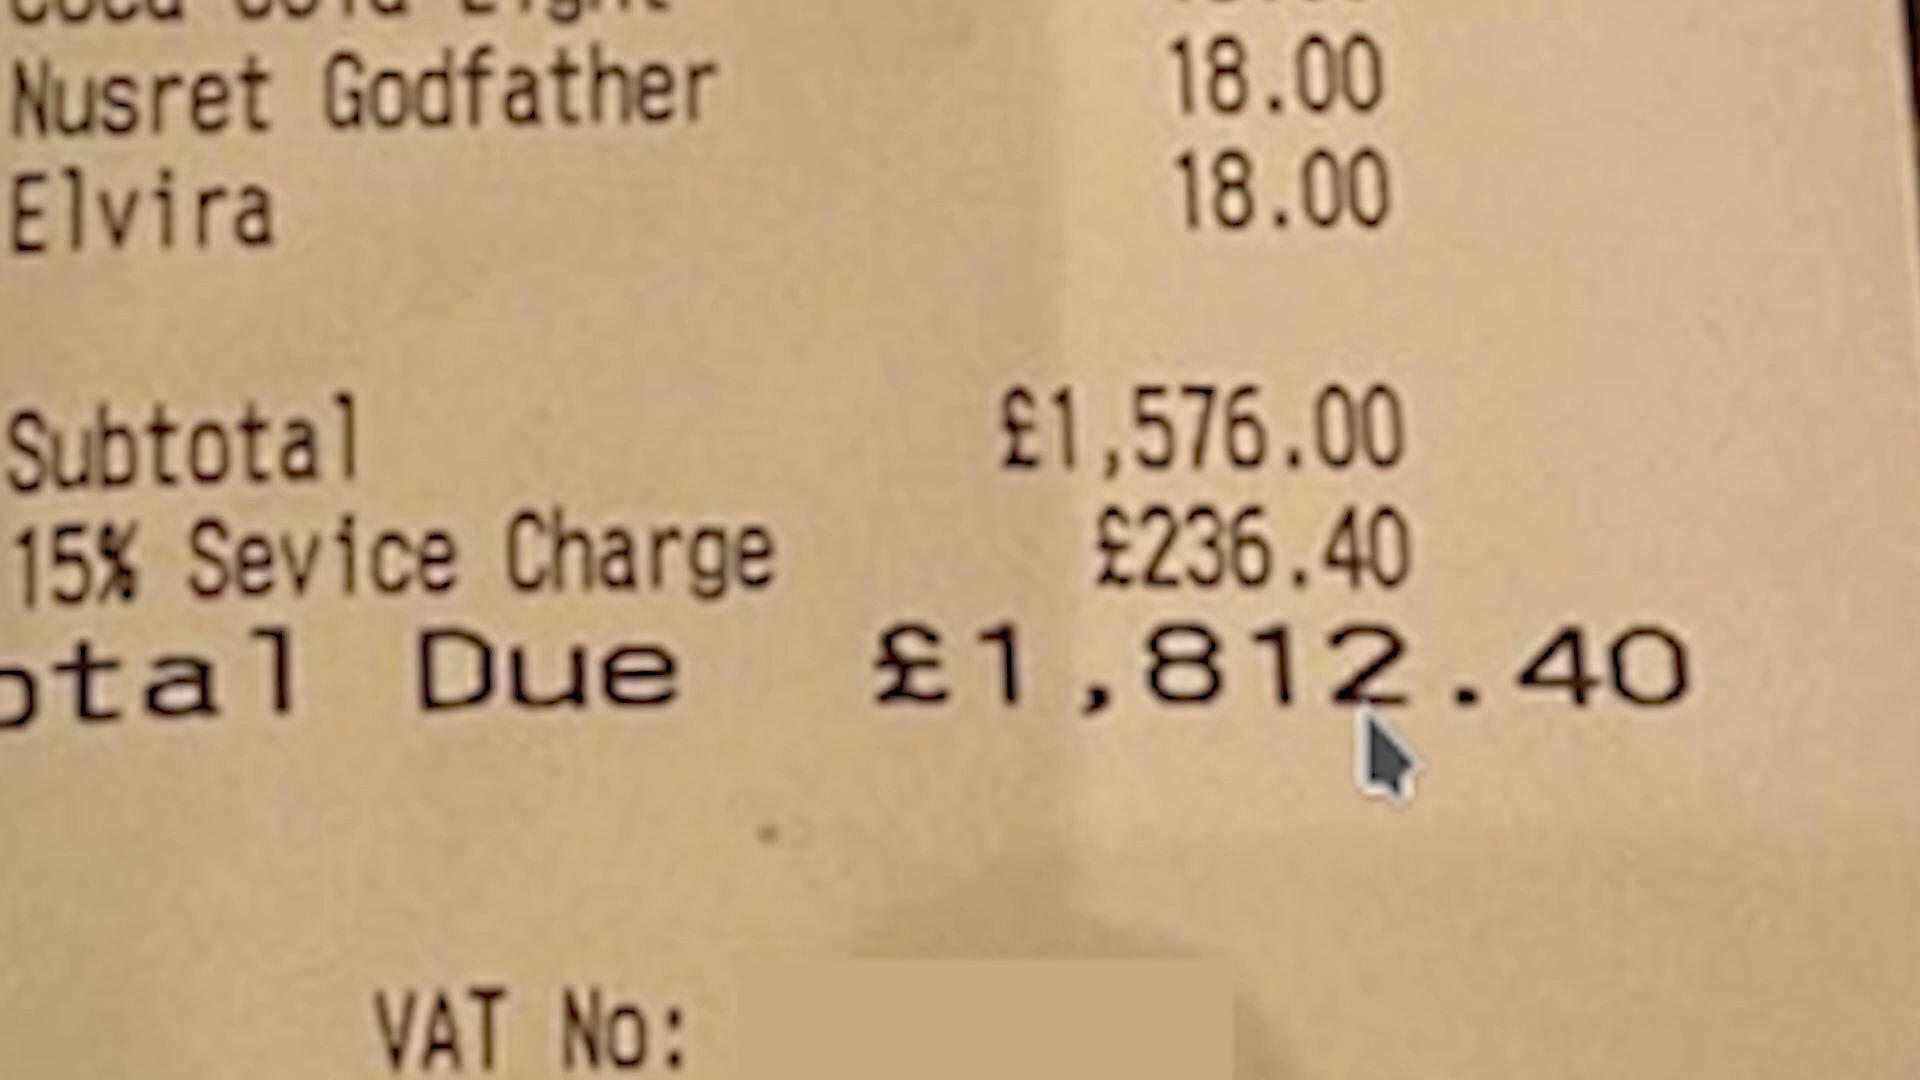 Nusret Godfather 18.00
Elvira 18.00
Subtotal £1,576.00
15% Sevice Charge £236.40
otal Due £1,812.40
VAT No: